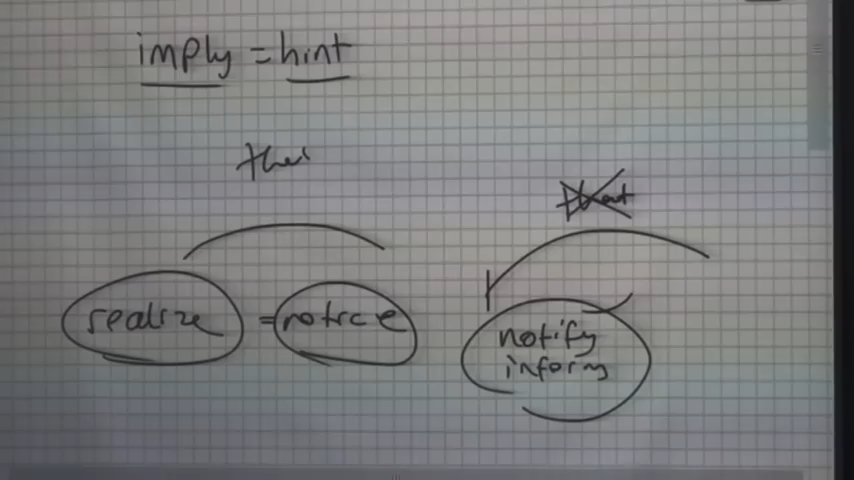 imply = hint
realize = notice
notify
inform